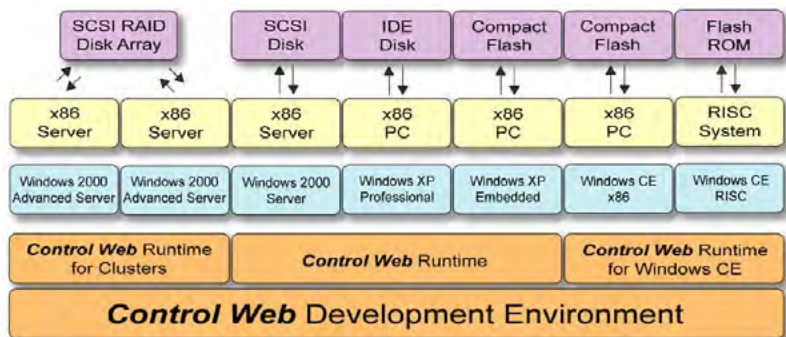 SCSI RAID
Disk Array
SCSI
Disk
IDE
Disk
Compact
Flash
Compact
Flash
Flash
ROM
x86
Server
x86
Server
x86
Server
x86
PC
x86
PC
x86
PC
RISC
System
Windows 2000
Advanced Server
Windows 2000
Advanced Server
Windows 2000
Server
Windows XP
Professional
Windows XP
Embedded
Windows CE
x86
Windows CE
RISC
Control Web Runtime
for Clusters
Control Web Runtime
Control Web Runtime
for Windows CE
Control Web Development Environment